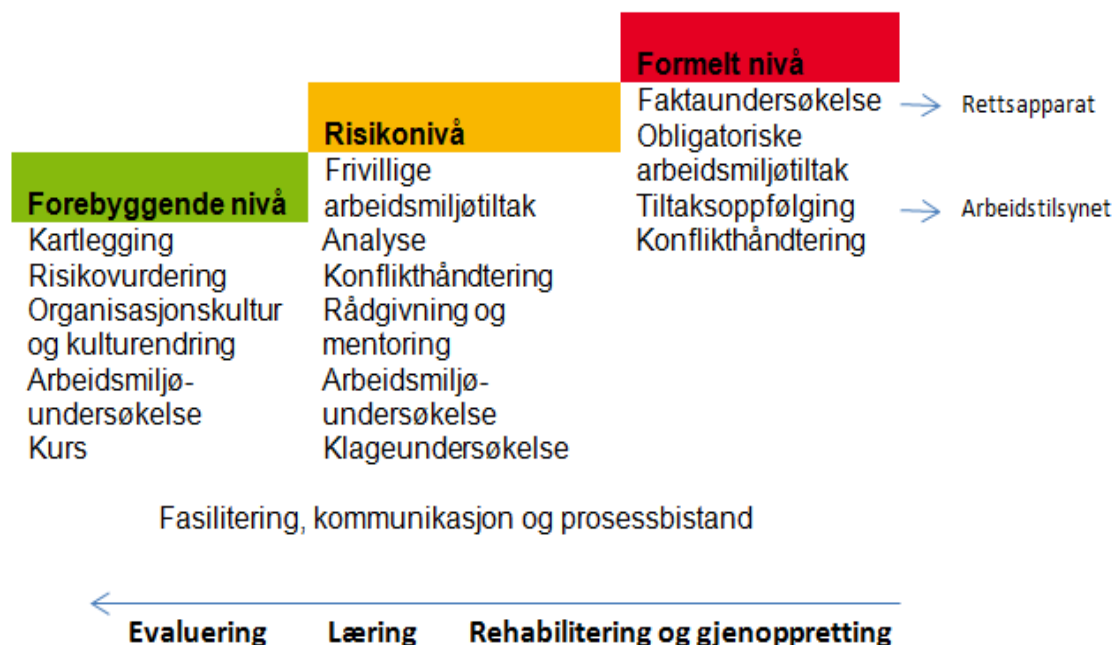 Forebyggende nivå
Kartlegging
Risikovurdering
Organisasjonskultur
og kulturendring
Arbeidsmiljø-
undersøkelse
Kurs
Risikonivå
Frivillige
arbeidsmiljøtiltak
Analyse
Konflikthåndtering
Rådgivning og
mentoring
Arbeidsmiljø-
undersøkelse
Klageundersøkelse
Formelt nivå
Faktaundersøkelse
Obligatoriske
arbeidsmiljøtiltak
Tiltaksoppfølging
Konflikthåndtering
Rettsapparat
Arbeidstilsynet
Fasilitering, kommunikasjon og prosessbistand
Evaluering Læring Rehabilitering og gjenoppretting